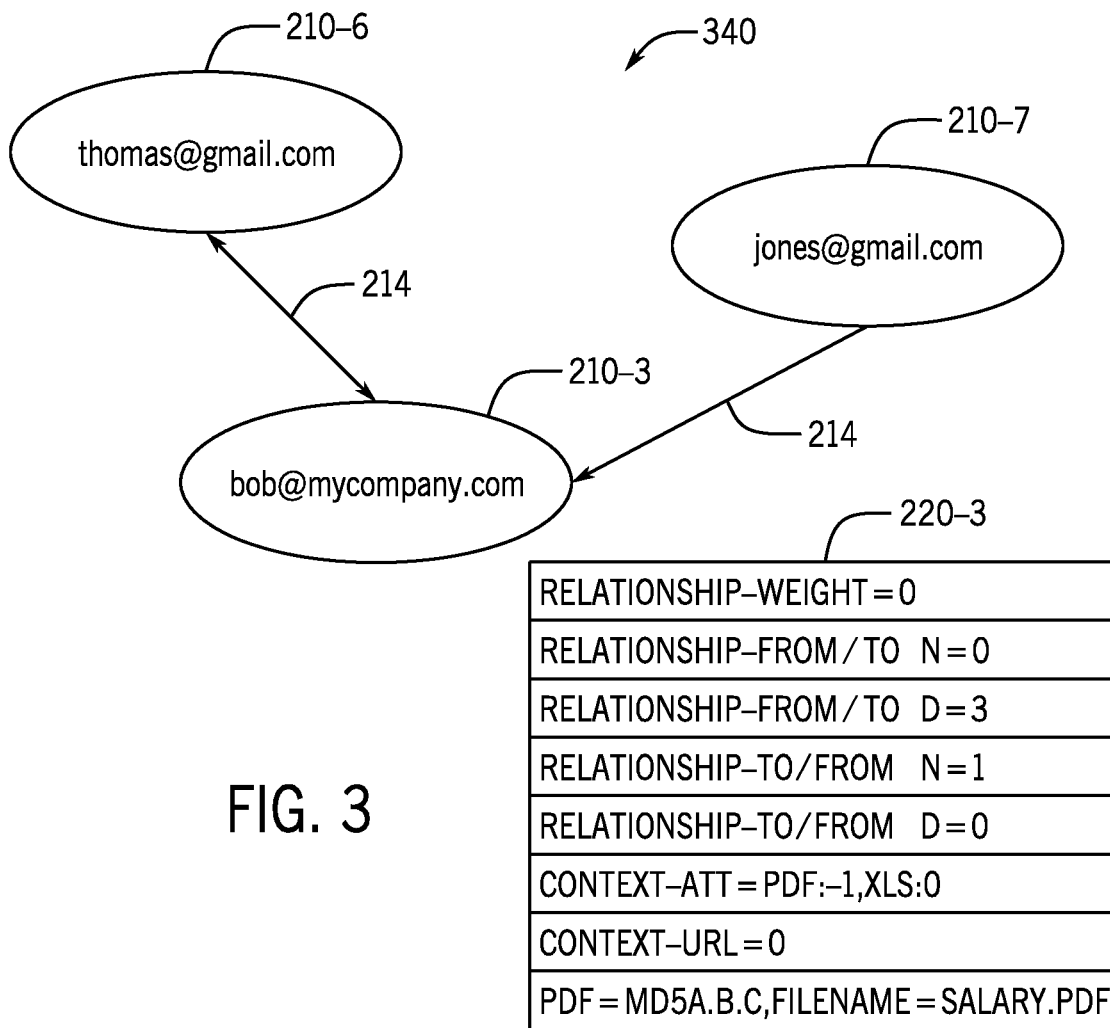 210–6
340
thomas@gmail.com
210–7
jones@gmail.com
214
210–3
214
bob@mycompany.com
220–3
RELATIONSHIP–WEIGHT=0
RELATIONSHIP–FROM/TO N=0
RELATIONSHIP–FROM/TO D=3
RELATIONSHIP–TO/FROM N=1
RELATIONSHIP–TO/FROM D=0
CONTEXT–ATT=PDF:–1,XLS:0
CONTEXT–URL=0
PDF=MD5A.B.C,FILENAME=SALARY.PDF
FIG. 3